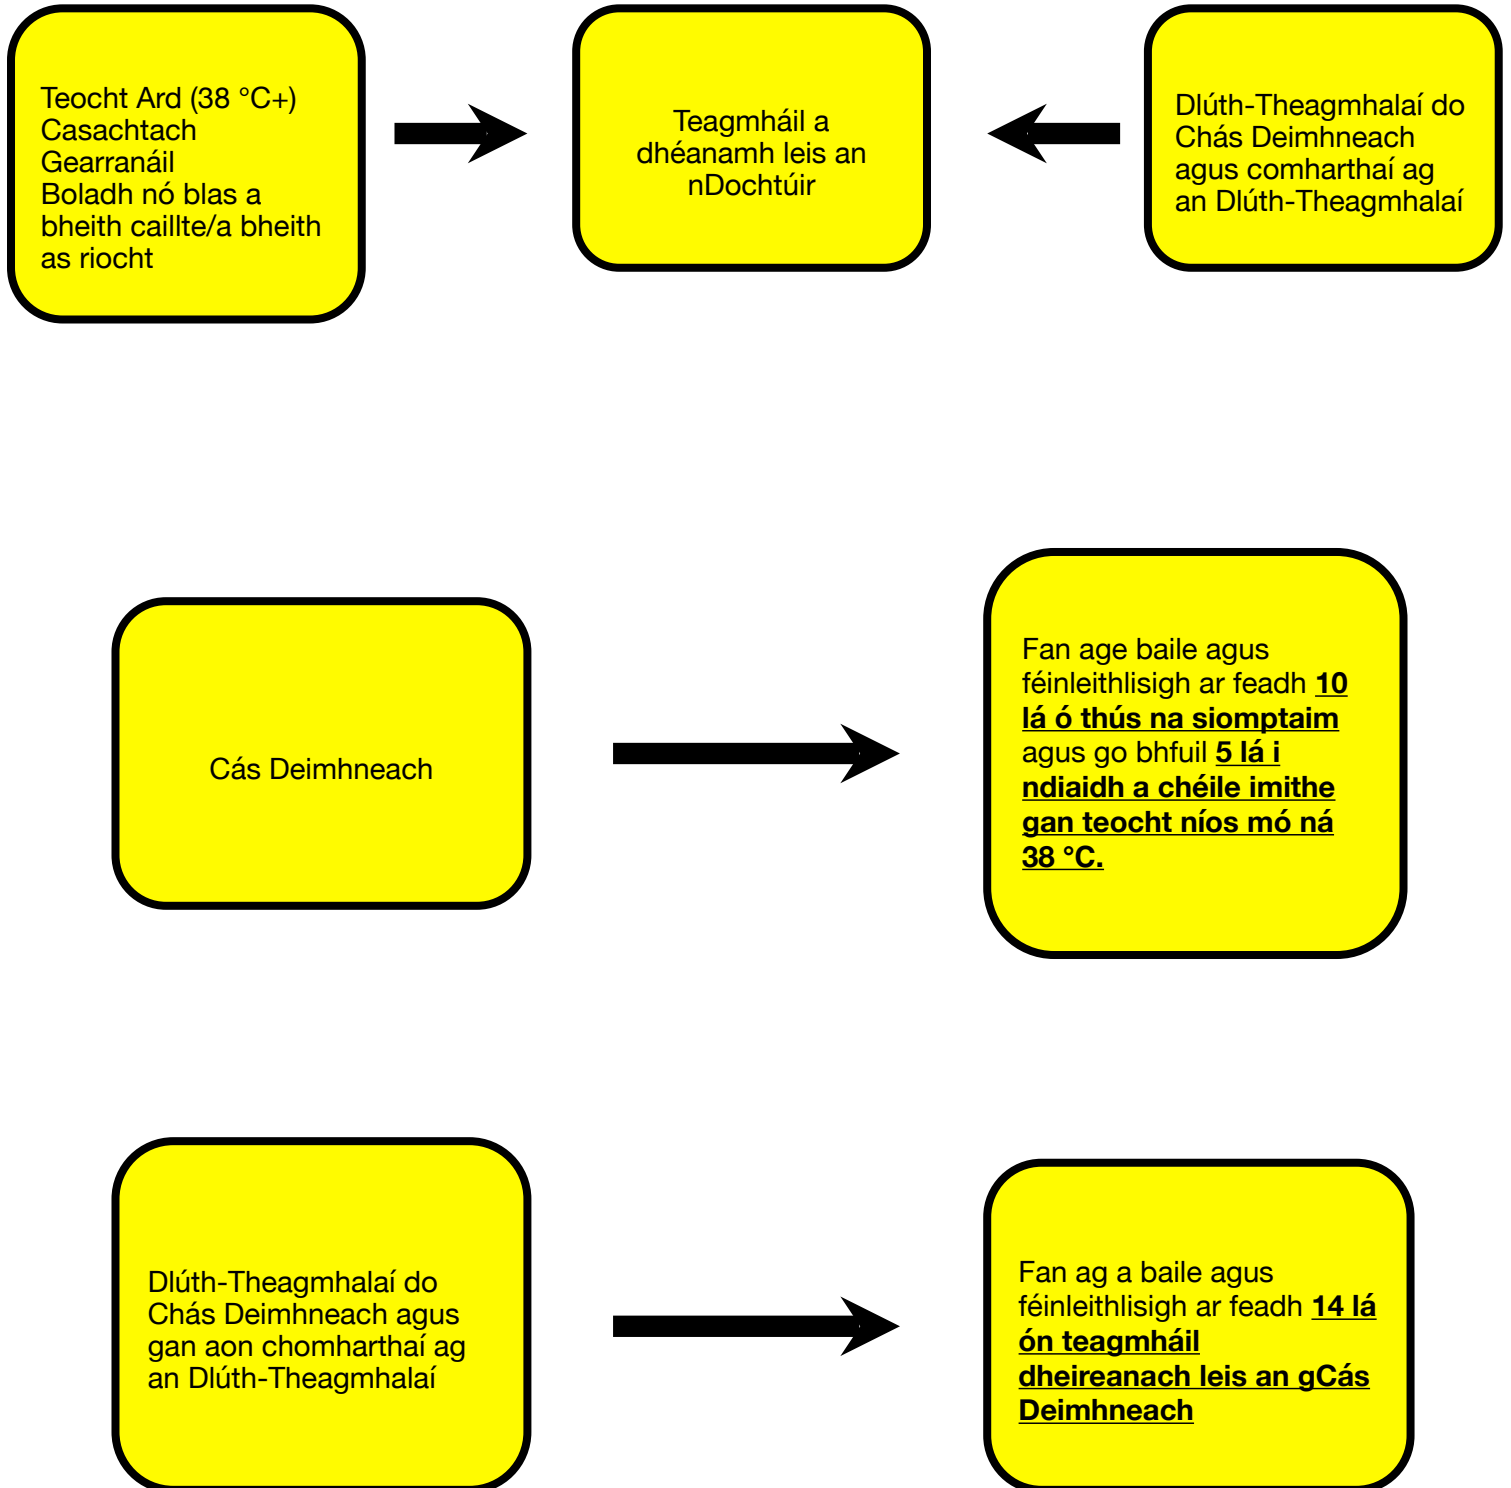 Teocht Ard (38 °C+)
Casachtach
Gearranáil
Boladh nó blas a
bheith caillte/a bheith
as riocht
Teagmháil a
dhéanamh leis an
nDochtúir
Dlúth-Theagmhalaí do
Chás Deimhneach
agus comharthaí ag
an Dlúth-Theagmhalaí
Cás Deimhneach
Fan age baile agus
féinleithlisigh ar feadh 10
lá ó thús na siomptaim
agus go bhfuil 5 lá i
ndiaidh a chéile imithe
gan teocht níos mó ná
38 °C.
Dlúth-Theagmhalaí do
Chás Deimhneach agus
gan aon chomharthaí ag
an Dlúth-Theagmhalaí
Fan ag a baile agus
féinleithlisigh ar feadh 14 lá
ón teagmháil
dheireanach leis an gCás
Deimhneach